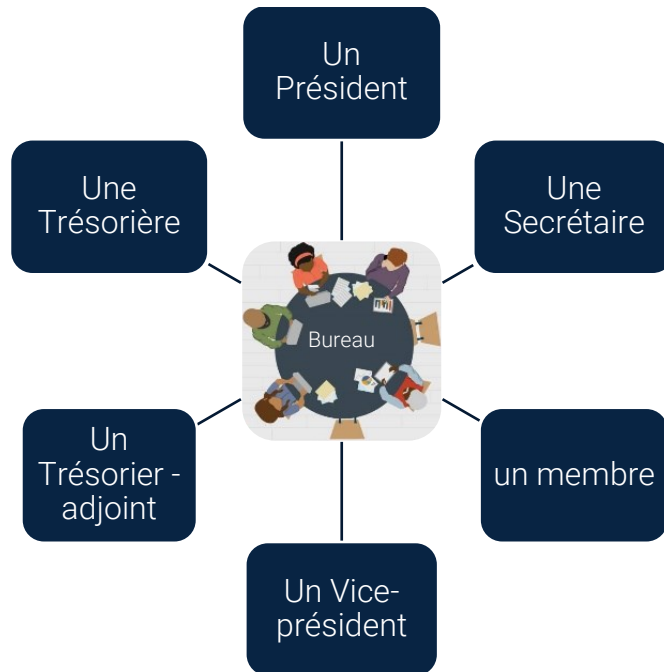 Un
Président
Une
Trésorière
Une
Secrétaire
Bureau
Un
Trésorier -
adjoint
un membre
Un Vice-
président